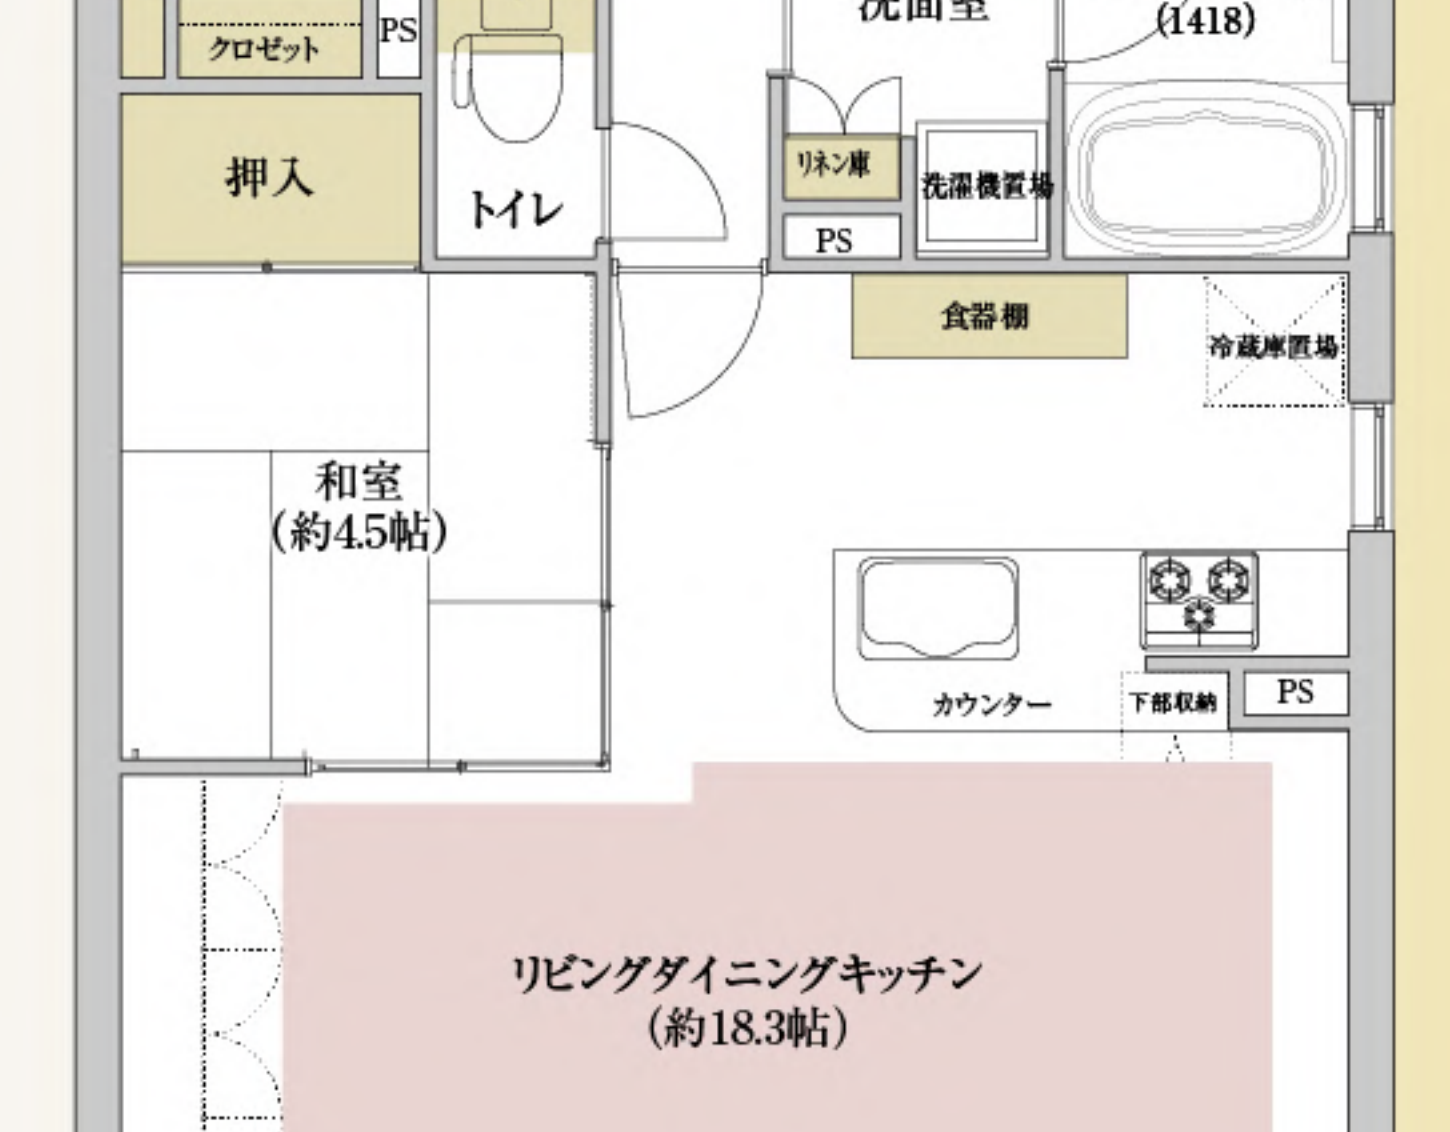 クロゼット
PS
洗面室
(1418)
押入
トイレ
リネン庫
洗濯機置場
PS
食器棚
冷蔵庫置場
和室
(約4.5帖)
カウンター
下部収納
PS
リビングダイニングキッチン
(約18.3帖)